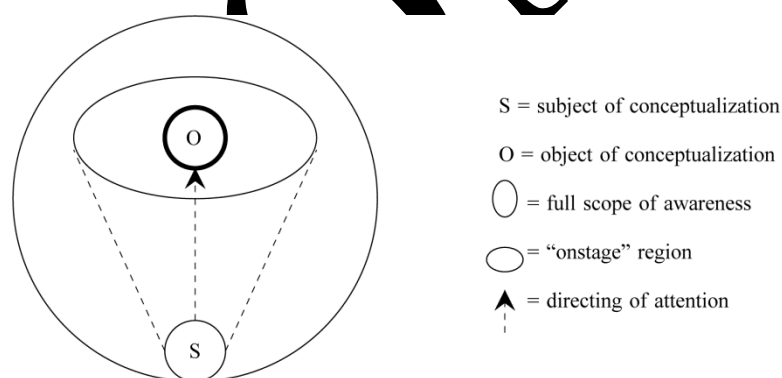 O
S
S = subject of conceptualization
O = object of conceptualization
= full scope of awareness
= “onstage” region
= directing of attention